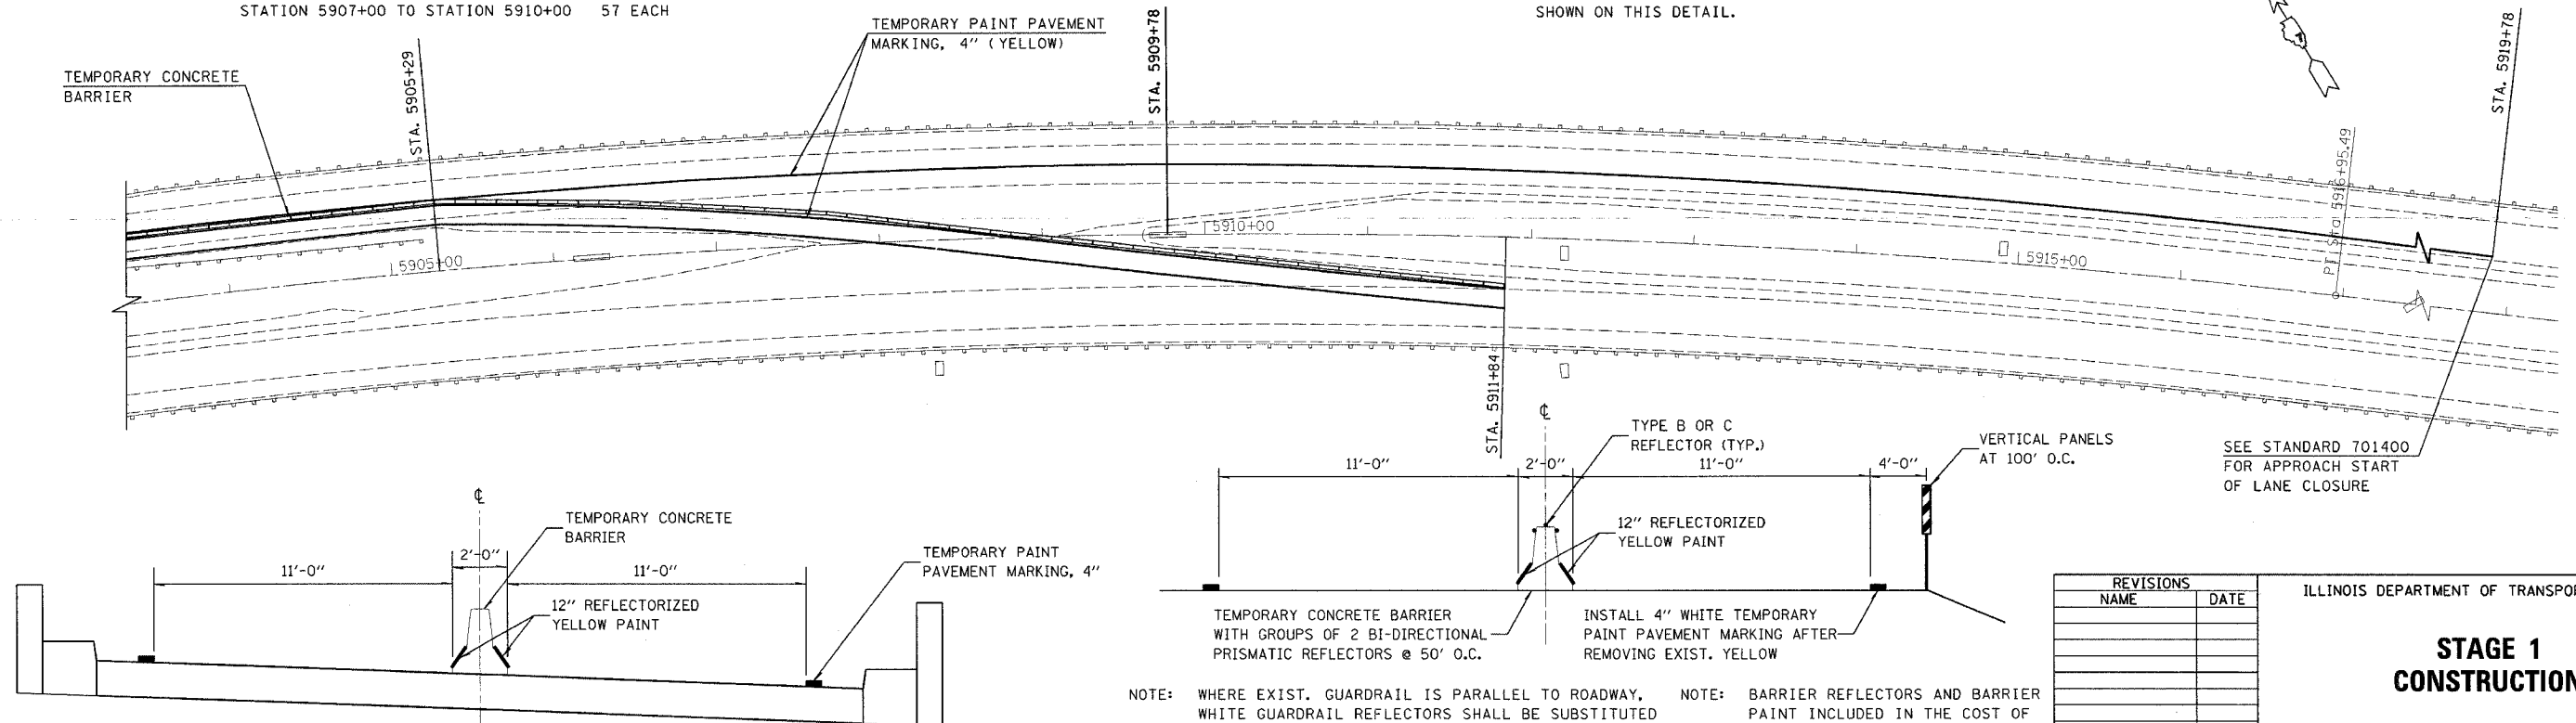 STATION 5907+00 TO STATION 5910+00   57 EACH
SHOWN ON THIS DETAIL.
TEMPORARY PAINT PAVEMENT
MARKING, 4" (YELLOW)
TEMPORARY CONCRETE
BARRIER
STA. 5905+29
STA. 5909+78
STA. 5919+78
PT Sta 5916+95.49
5905+00
5910+00
5915+00
STA. 5911+84
SEE STANDARD 701400
FOR APPROACH START
OF LANE CLOSURE
℄
TEMPORARY CONCRETE
BARRIER
11'-0"
2'-0"
11'-0"
TEMPORARY PAINT
PAVEMENT MARKING, 4"
12" REFLECTORIZED
YELLOW PAINT
℄
TYPE B OR C
REFLECTOR (TYP.)
VERTICAL PANELS
AT 100' O.C.
11'-0"
2'-0"
11'-0"
4'-0"
12" REFLECTORIZED
YELLOW PAINT
TEMPORARY CONCRETE BARRIER
WITH GROUPS OF 2 BI-DIRECTIONAL
PRISMATIC REFLECTORS @ 50' O.C.
INSTALL 4" WHITE TEMPORARY
PAINT PAVEMENT MARKING AFTER
REMOVING EXIST. YELLOW
NOTE: WHERE EXIST. GUARDRAIL IS PARALLEL TO ROADWAY,
WHITE GUARDRAIL REFLECTORS SHALL BE SUBSTITUTED
NOTE: BARRIER REFLECTORS AND BARRIER
PAINT INCLUDED IN THE COST OF
REVISIONS
NAME DATE
ILLINOIS DEPARTMENT OF TRANSPO
STAGE 1
CONSTRUCTION